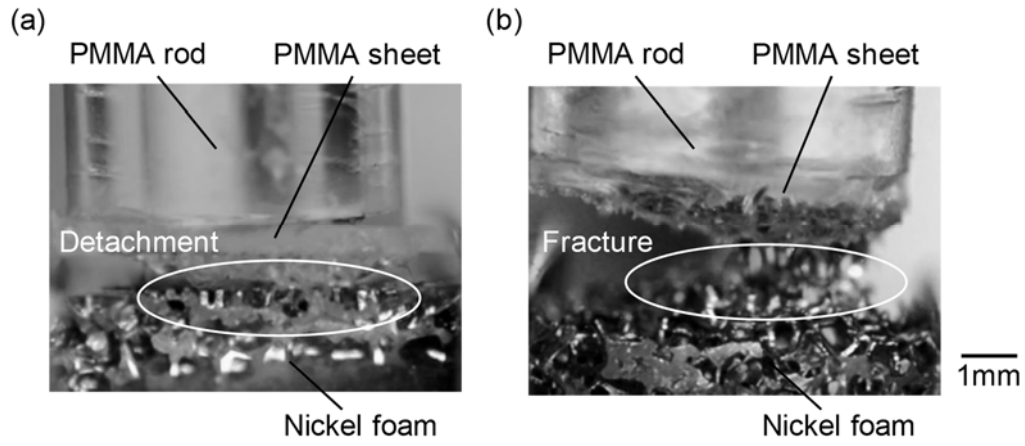 (a)
PMMA rod
PMMA sheet
Detachment
Nickel foam
(b)
PMMA rod
PMMA sheet
Fracture
Nickel foam
1mm